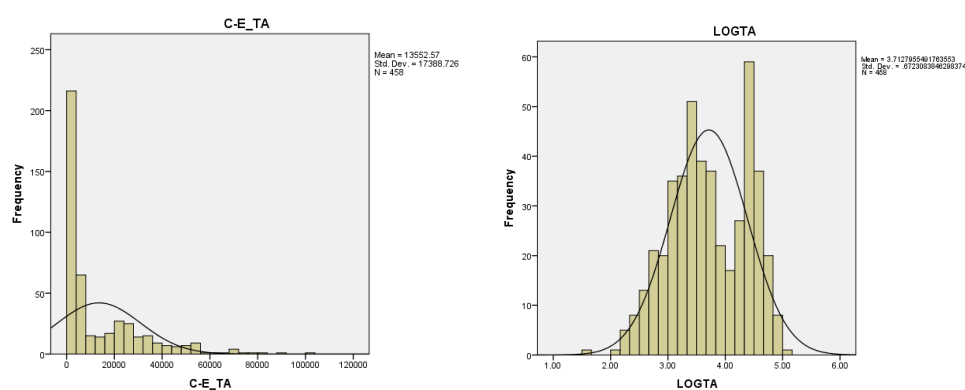 C-E_TA
Mean = 13552.57
Std. Dev. = 17388.726
N = 458
Frequency
250
200
150
100
50
0
0 20000 40000 60000 80000 100000 120000
C-E_TA
LOGTA
Mean = 3.7127955491763553
Std. Dev. = .6723083846298374
N = 458
Frequency
60
50
40
30
20
10
0
1.00 2.00 3.00 4.00 5.00 6.00
LOGTA